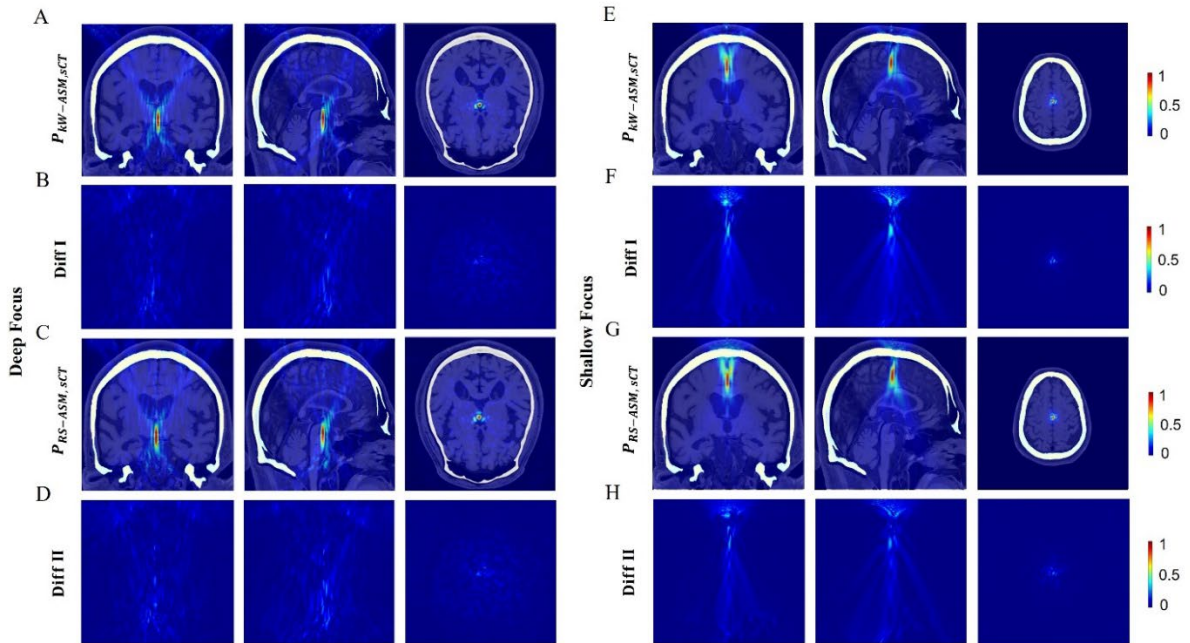 A
P_{kW-ASM,sCT}
B
Diff I
C
P_{RS-ASM, sCT}
D
Diff II
Deep Focus
E
P_{kW-ASM,sCT}
1
0.5
0
F
Diff I
1
0.5
0
G
P_{RS-ASM, sCT}
1
0.5
0
H
Diff II
1
0.5
0
Shallow Focus